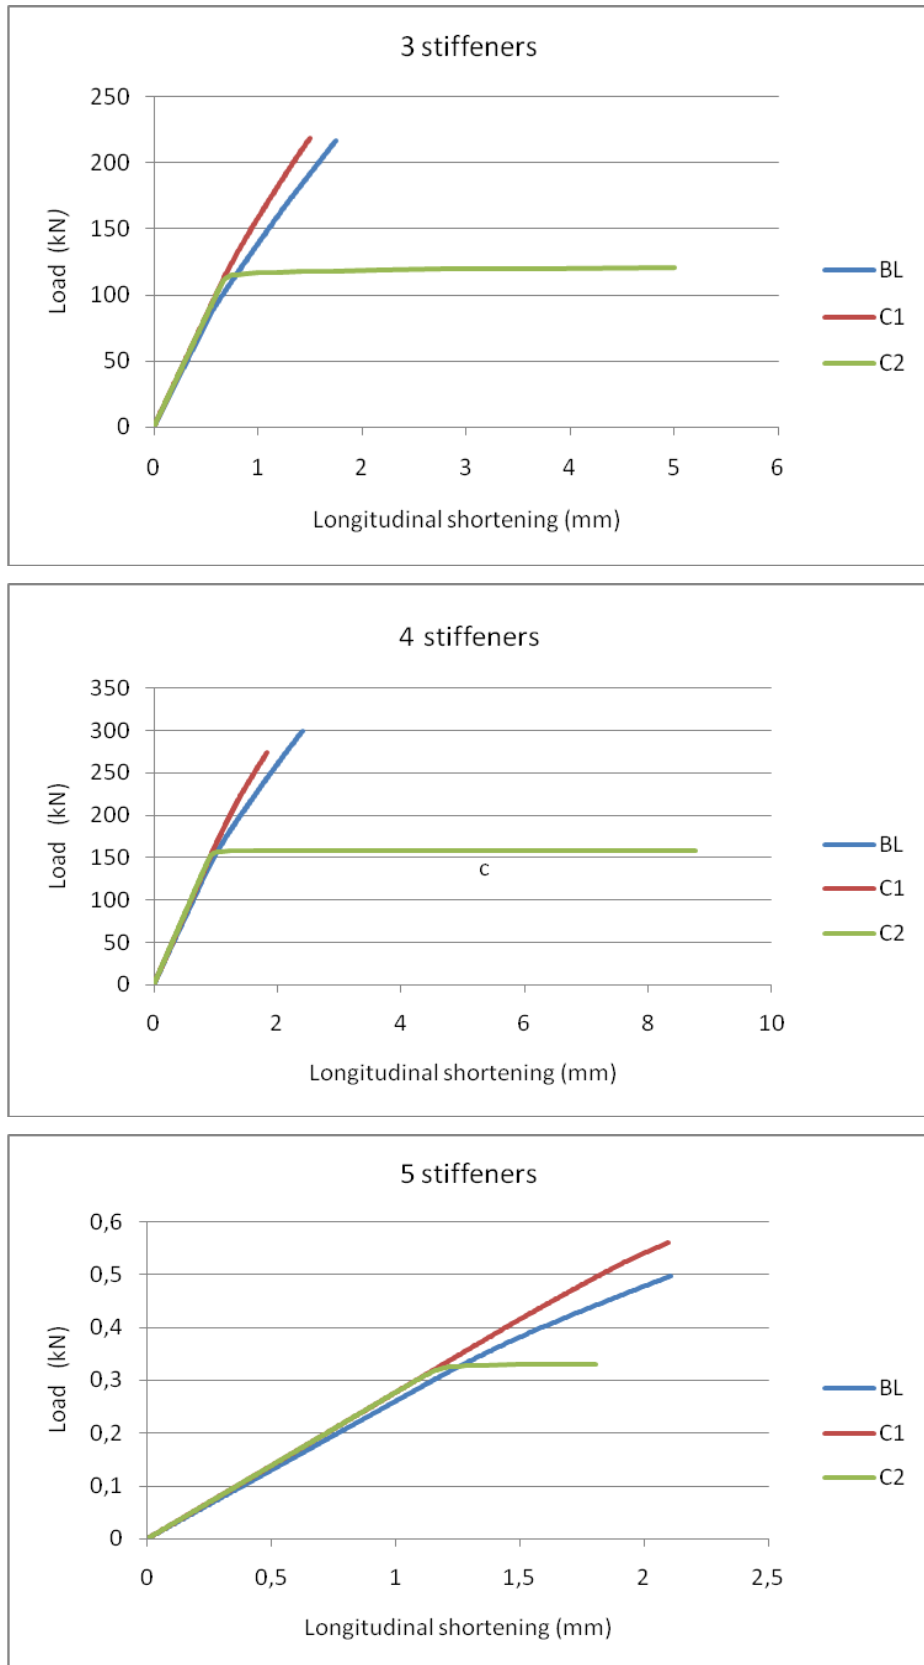 3 stiffeners
250
200
150
100
50
0
Load (kN)
0 1 2 3 4 5 6
Longitudinal shortening (mm)
BL
C1
C2
4 stiffeners
350
300
250
200
150
100
50
0
Load (kN)
c
0 2 4 6 8 10
Longitudinal shortening (mm)
BL
C1
C2
5 stiffeners
0,6
0,5
0,4
0,3
0,2
0,1
0
Load (kN)
0 0,5 1 1,5 2 2,5
Longitudinal shortening (mm)
BL
C1
C2